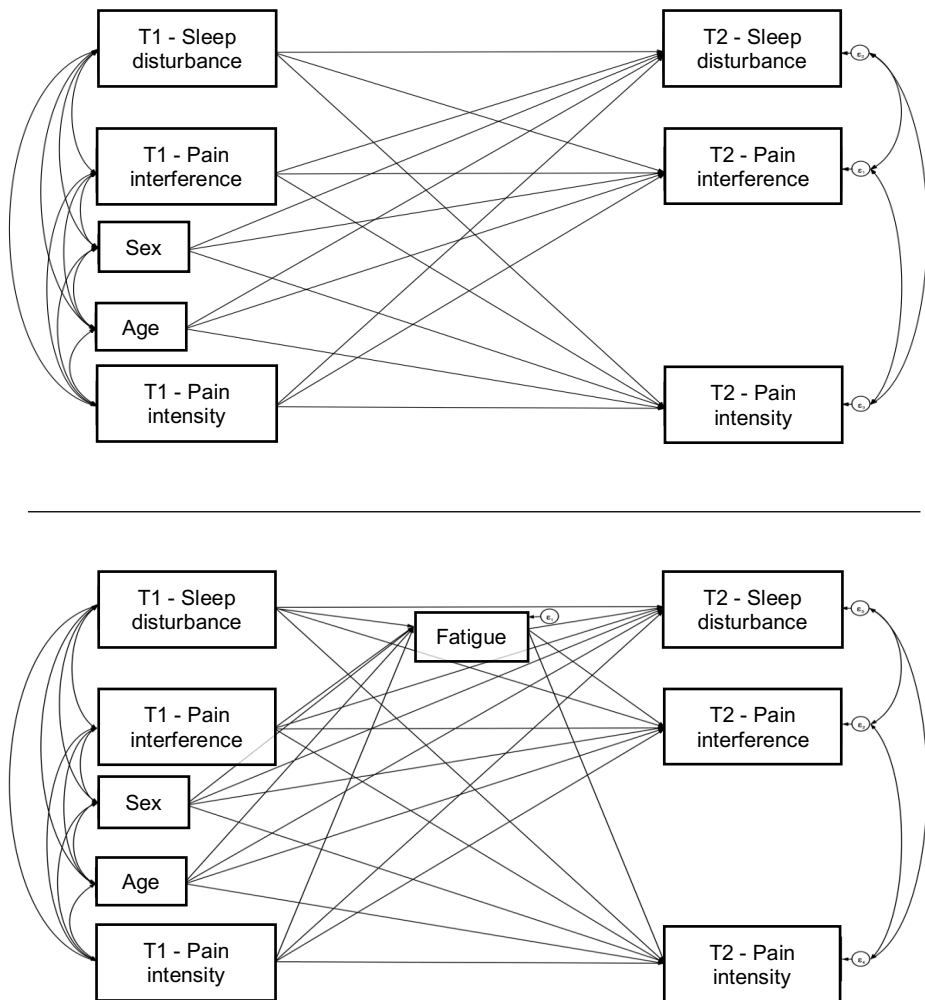 T1 - Sleep
disturbance
T2 - Sleep
disturbance
T1 - Pain
interference
T2 - Pain
interference
Sex
Age
T1 - Pain
intensity
T2 - Pain
intensity
T1 - Sleep
disturbance
Fatigue
T2 - Sleep
disturbance
T1 - Pain
interference
T2 - Pain
interference
Sex
Age
T1 - Pain
intensity
T2 - Pain
intensity